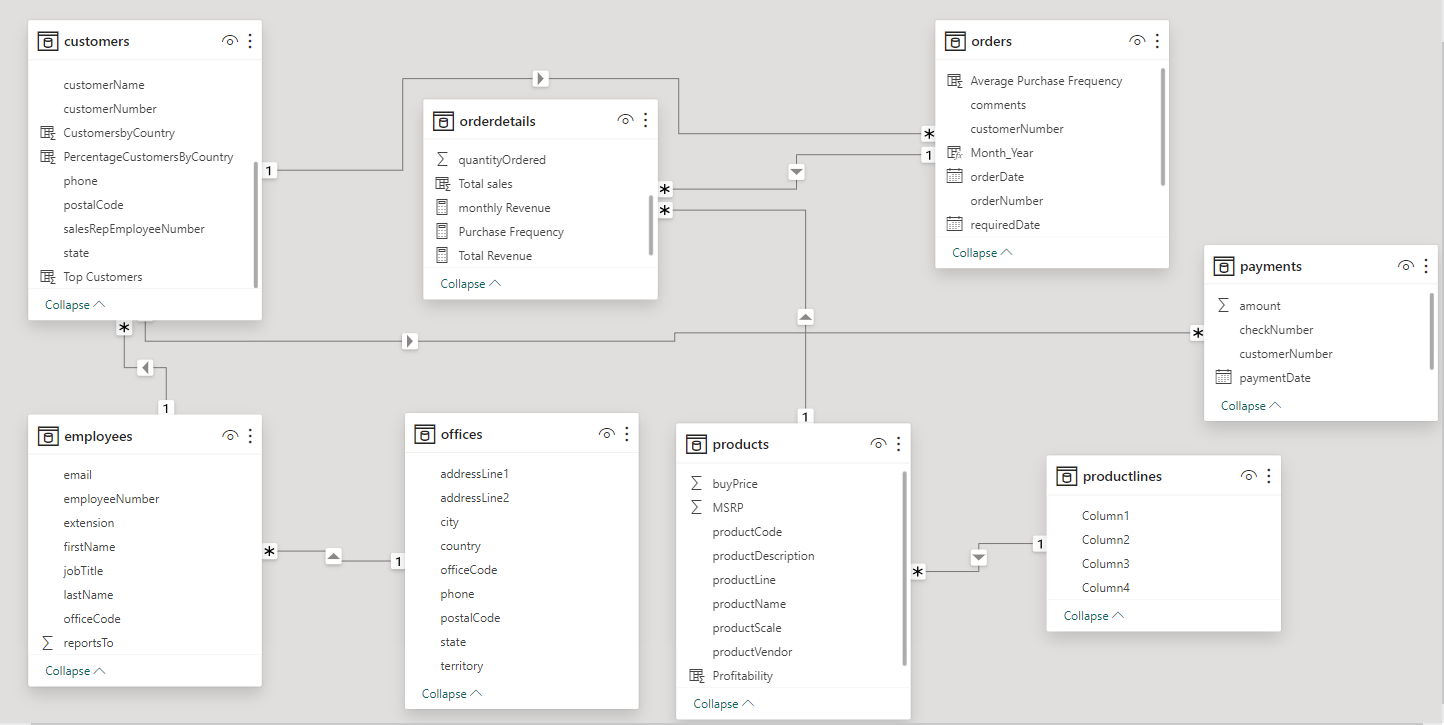 customers
customerName
customerNumber
CustomersbyCountry
PercentageCustomersByCountry
phone
postalCode
salesRepEmployeeNumber
state
Top Customers
Collapse
orderdetails
quantityOrdered
Total sales
monthly Revenue
Purchase Frequency
Total Revenue
Collapse
orders
Average Purchase Frequency
comments
customerNumber
Month_Year
orderDate
orderNumber
requiredDate
Collapse
payments
amount
checkNumber
customerNumber
paymentDate
Collapse
1
*
1
*
*
*
1
*
1
employees
email
employeeNumber
extension
firstName
jobTitle
lastName
officeCode
reportsTo
Collapse
*
1
offices
addressLine1
addressLine2
city
country
officeCode
phone
postalCode
state
territory
Collapse
products
buyPrice
MSRP
productCode
productDescription
productLine
productName
productScale
productVendor
Profitability
Collapse
*
1
productlines
Column1
Column2
Column3
Column4
Collapse